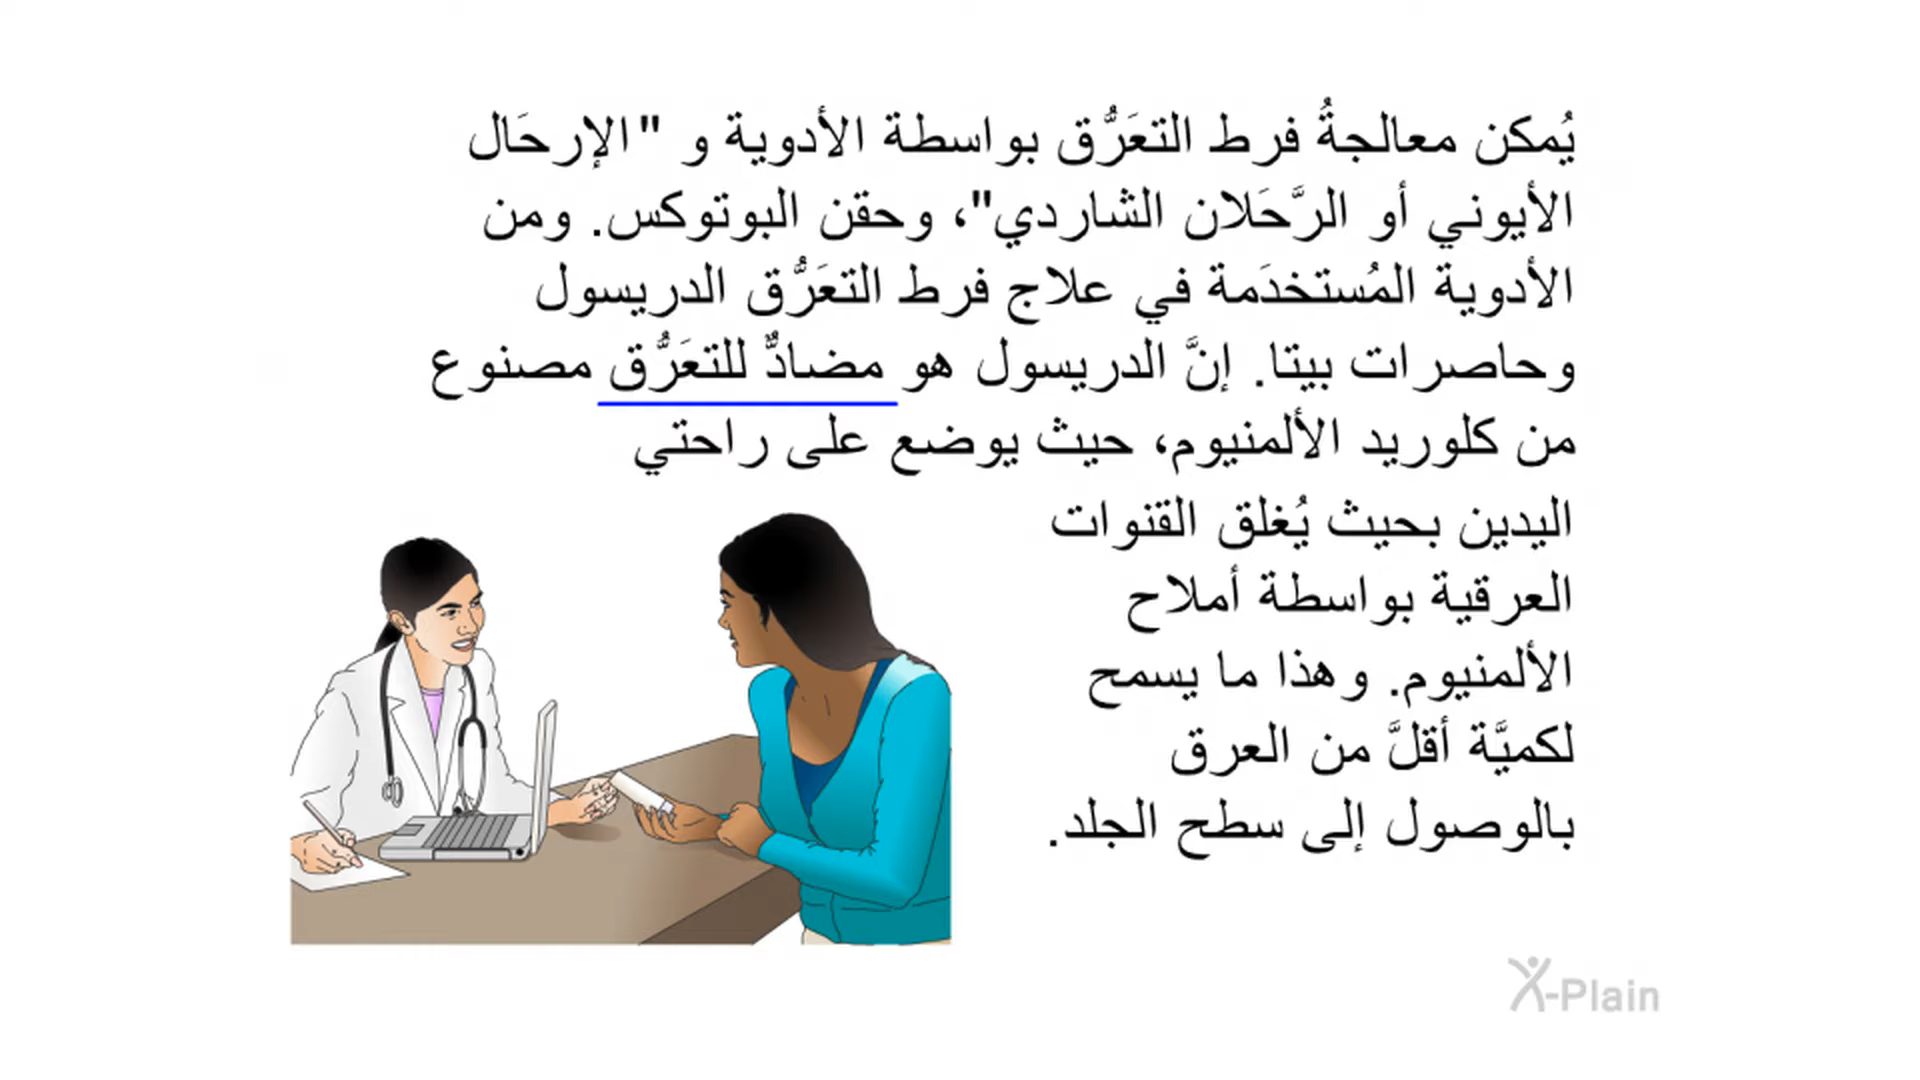 يُمكن معالجةُ فرط التعَرُّق بواسطة الأدوية و "الإرحَال
الأيوني أو الرَّحَلان الشاردي"، وحقن البوتوكس. ومن
الأدوية المُستخدَمة في علاج فرط التعَرُّق الدريسول
وحاصرات بيتا. إنَّ الدريسول هو مضادٌّ للتعَرُّق مصنوع
من كلوريد الألمنيوم، حيث يوضع على راحتي
اليدين بحيث يُغلق القنوات
العرقية بواسطة أملاح
الألمنيوم. وهذا ما يسمح
لكميَّة أقلَّ من العرق
بالوصول إلى سطح الجلد.
X-Plain